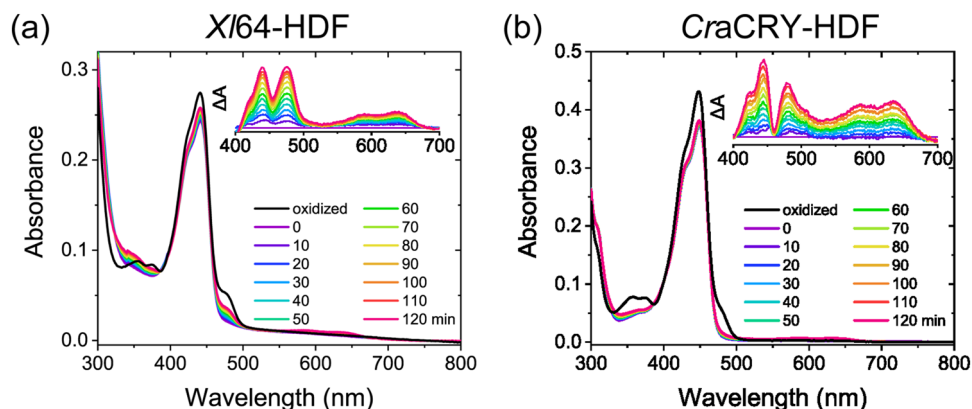 (a) Xl64-HDF
0.3
0.2
0.1
0.0
Absorbance
300 400 500 600 700 800
Wavelength (nm)
ΔA
400 500 600 700
oxidized 60
0 70
10 80
20 90
30 100
40 110
50 120 min
(b) CraCRY-HDF
0.5
0.4
0.3
0.2
0.1
0.0
Absorbance
300 400 500 600 700 800
Wavelength (nm)
ΔA
400 500 600 700
oxidized 60
0 70
10 80
20 90
30 100
40 110
50 120 min